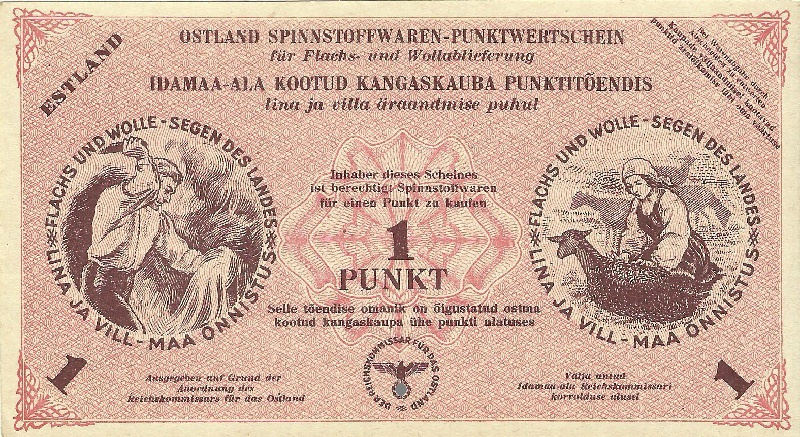 ESTLAND
OSTLAND SPINNSTOFFWAREN-PUNKTWERTSCHEIN
für Flachs- und Wollablieferung
IDAMAA-ALA KOOTUD KANGASKAUBA PUNKTITÕENDIS
lina ja villa äraandmise puhul
FLACHS UND WOLLE - SEGEN DES LANDES
LINA JA VILL - MAA ONNISTUS
Inhaber dieses Scheines
ist berechtigt Spinnstoffwaren
für einen Punkt zu kaufen
1
PUNKT
Selle tõendise omanik on õigustatud ostma
kootud kangaskaupa ühe punkti ulatuses
FLACHS UND WOLLE - SEGEN DES LANDES
LINA JA VILL - MAA ONNISTUS
1
Ausgegeben auf Grund der
Anordnung des
Reichskommissars für das Ostland
DER REICHSKOMMISSAR FÜR DAS OSTLAND
Välja antud
Idamaa-ala Reichskommissari
korralduse alusel
1